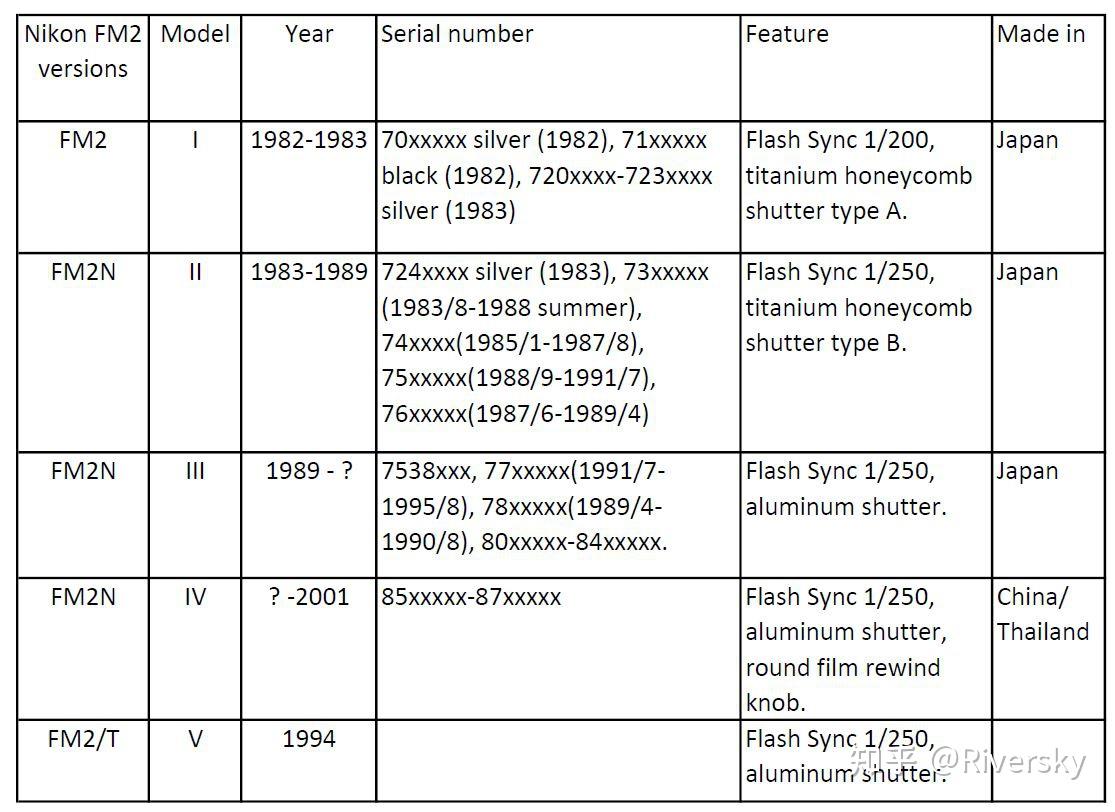 Nikon FM2 Model Year Serial number Feature Made in
versions
FM2 I 1982-1983 70xxxxx silver (1982), 71xxxxx Flash Sync 1/200, Japan
black (1982), 720xxxx-723xxxx titanium honeycomb
silver (1983) shutter type A.
FM2N II 1983-1989 724xxxx silver (1983), 73xxxxx Flash Sync 1/250, Japan
(1983/8-1988 summer), titanium honeycomb
74xxxx(1985/1-1987/8), shutter type B.
75xxxxx(1988/9-1991/7),
76xxxxx(1987/6-1989/4)
FM2N III 1989 - ? 7538xxx, 77xxxxx(1991/7- Flash Sync 1/250, Japan
1995/8), 78xxxxx(1989/4- aluminum shutter.
1990/8), 80xxxxx-84xxxxx.
FM2N IV ? -2001 85xxxxx-87xxxxx Flash Sync 1/250, China/
aluminum shutter, Thailand
round film rewind
knob.
FM2/T V 1994 Flash Sync 1/250,
aluminum shutter.
知乎 @Riversky